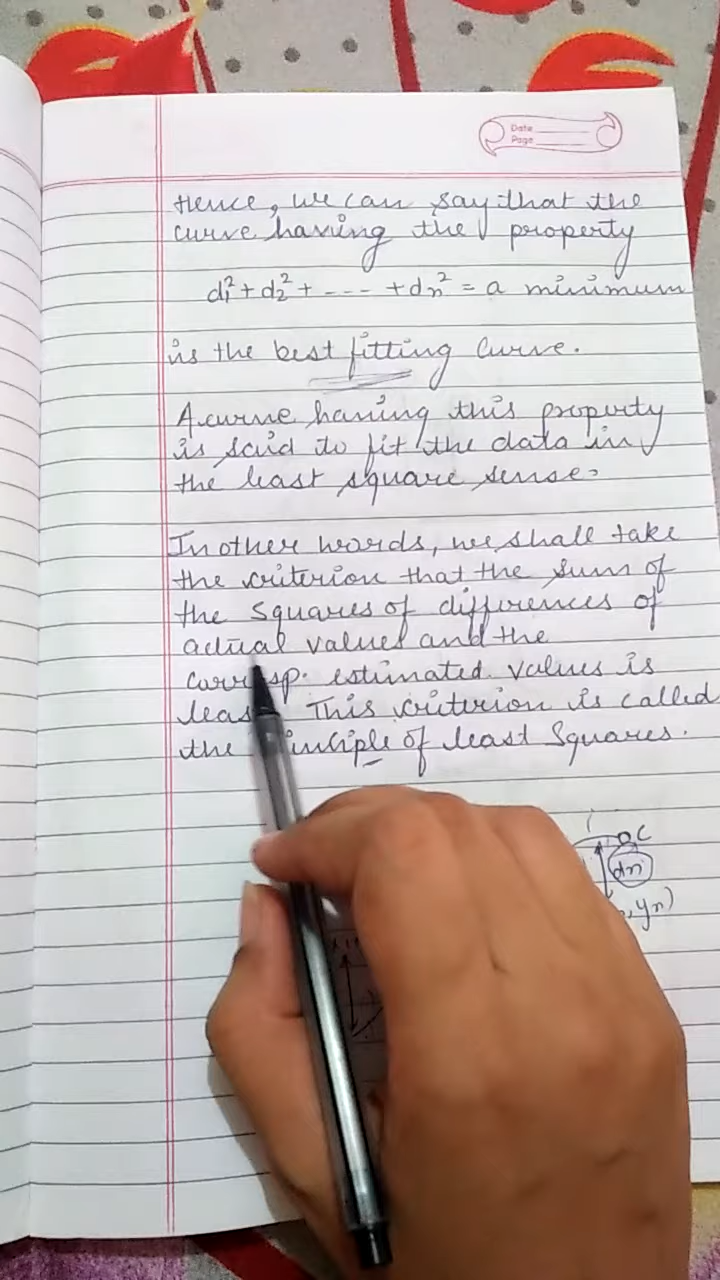 Date
Page
Hence, we can say that the
curve having the property
d₁² + d₂² + --- + dn² = a minimum
is the best fitting curve.
A curve having this property
is said to fit the data in
the least square sense.
In other words, we shall take
the criterion that the sum of
the squares of differences of
actual values and the
estimated values is
This criterion is called
the of least Squares.
C
dn
yn)